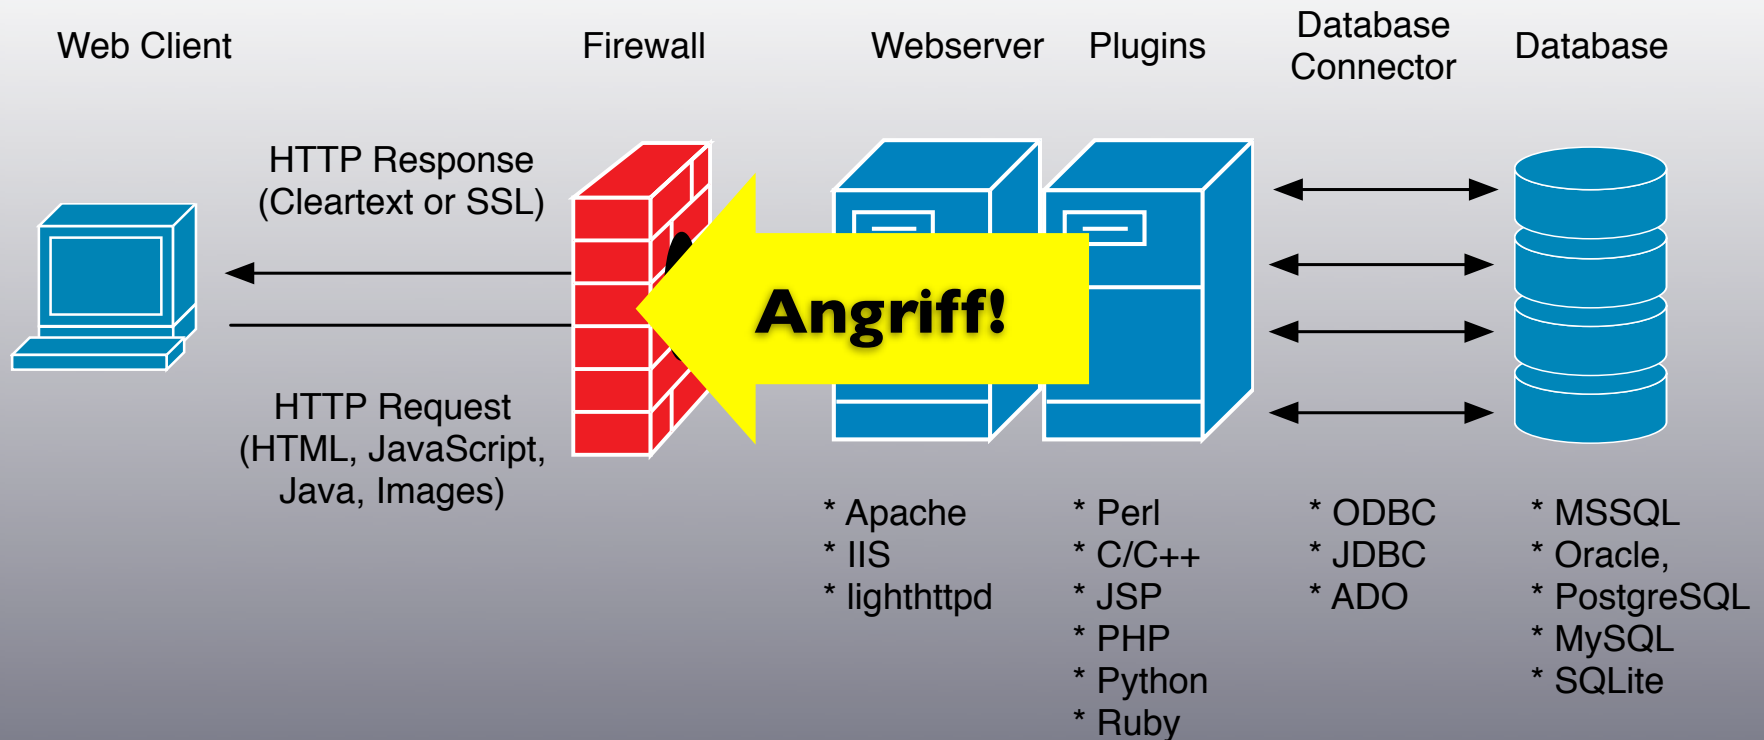 Web Client
Firewall
Webserver
Plugins
Database
Connector
Database
HTTP Response
(Cleartext or SSL)
Angriff!
HTTP Request
(HTML, JavaScript,
Java, Images)
* Apache
* IIS
* lighthttpd
* Perl
* C/C++
* JSP
* PHP
* Python
* Ruby
* ODBC
* JDBC
* ADO
* MSSQL
* Oracle,
* PostgreSQL
* MySQL
* SQLite